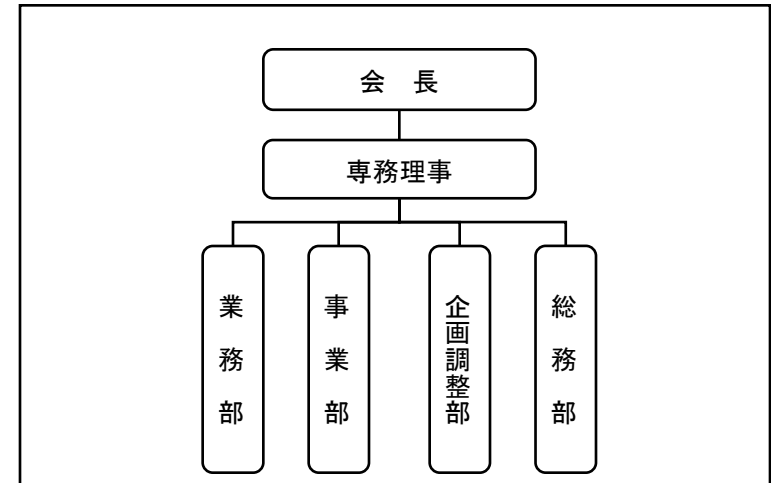 会　長
専務理事
業務部
事業部
企画調整部
総務部